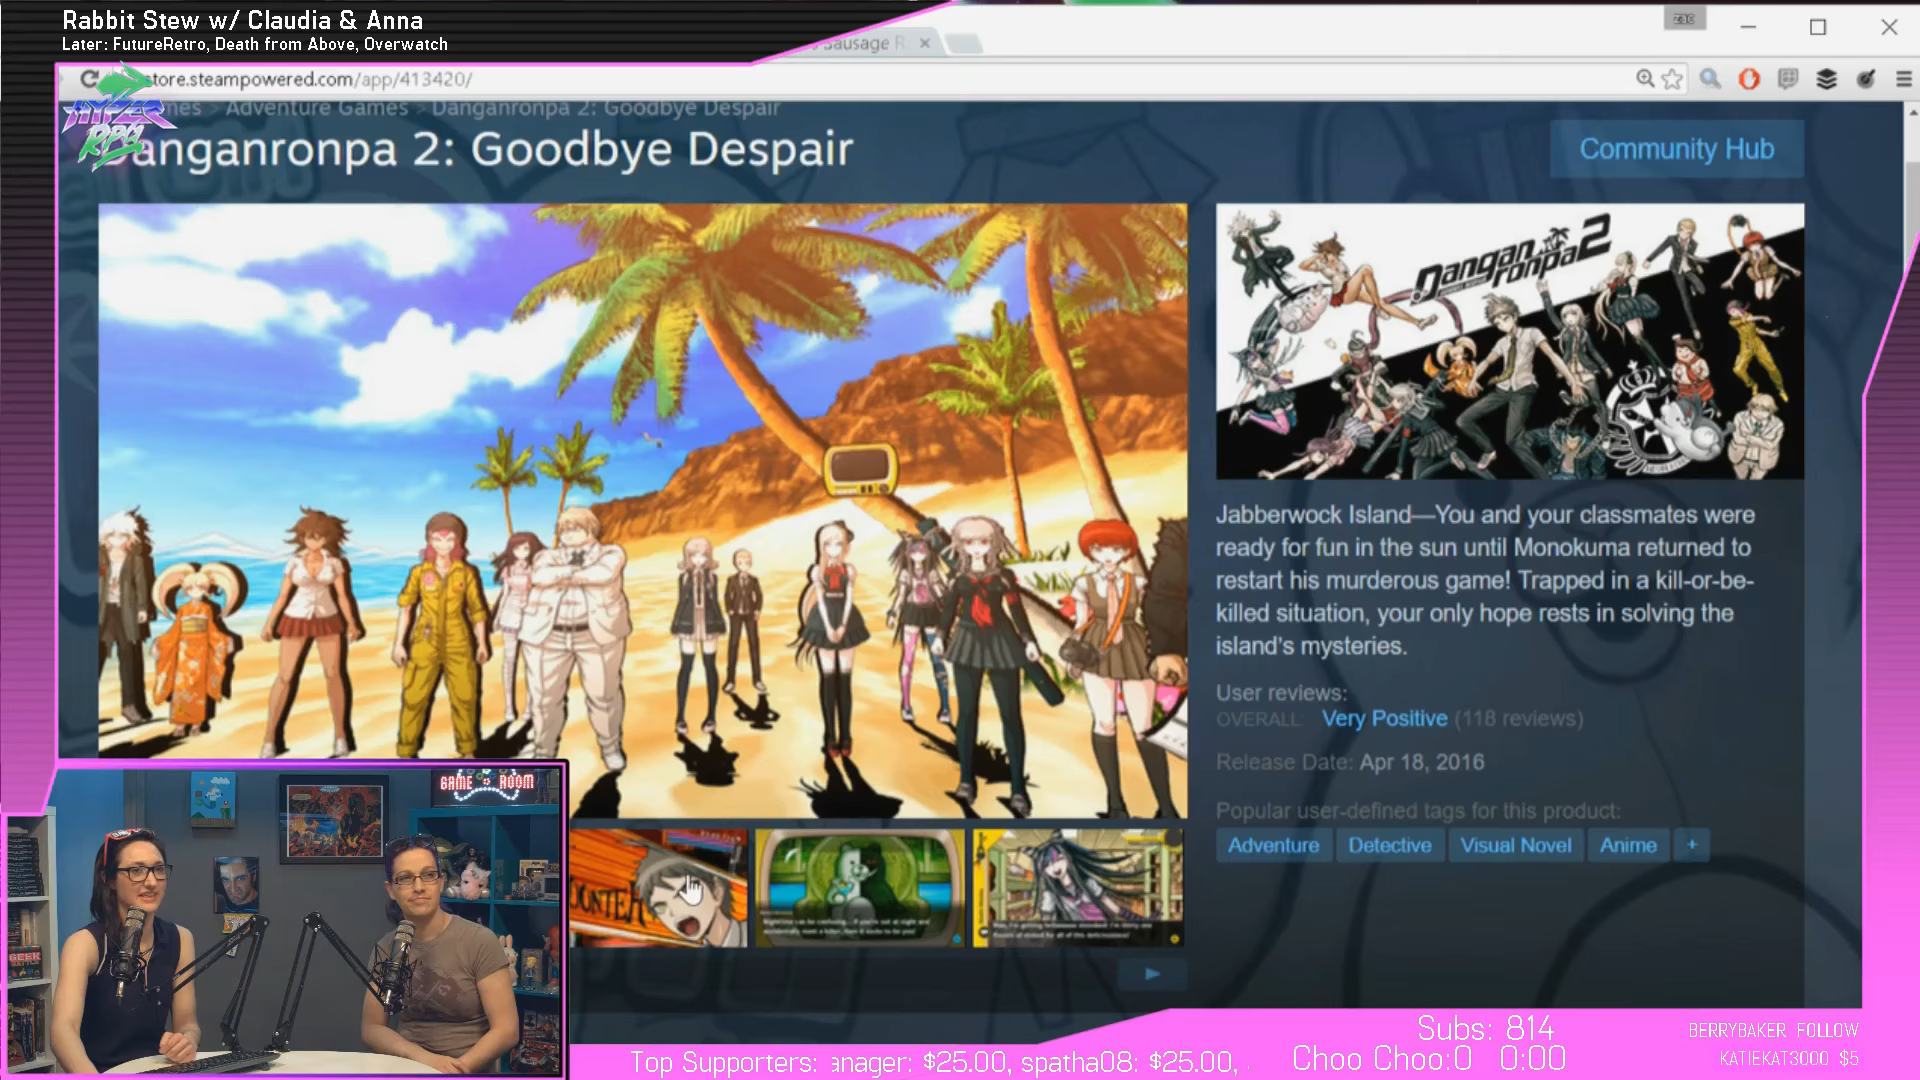 Rabbit Stew w/ Claudia & Anna
Later: FutureRetro, Death from Above, Overwatch
zac
Sausage R
store.steampowered.com/app/413420/
HYPER
RPG
Adventure Games > Danganronpa 2: Goodbye Despair
anganronpa 2: Goodbye Despair
Community Hub
Danganronpa 2
Jabberwock Island—You and your classmates were
ready for fun in the sun until Monokuma returned to
restart his murderous game! Trapped in a kill-or-be-
killed situation, your only hope rests in solving the
island's mysteries.
User reviews:
OVERALL: Very Positive (118 reviews)
Release Date: Apr 18, 2016
Popular user-defined tags for this product:
Adventure Detective Visual Novel Anime +
GAME ROOM
GEEK
Subs: 814
BERRYBAKER FOLLOW
Top Supporters: anager: $25.00, spatha08: $25.00,
Choo Choo:0 0:00
KATIEKAT3000 $5